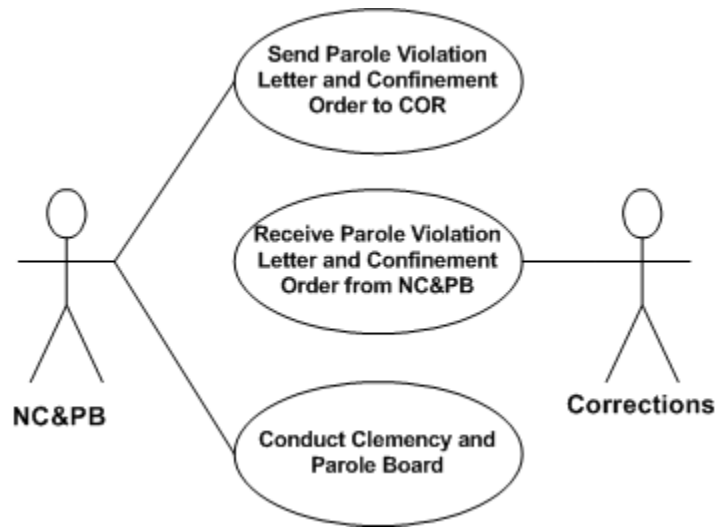 Send Parole Violation
Letter and Confinement
Order to COR
Receive Parole Violation
Letter and Confinement
Order from NC&PB
NC&PB
Corrections
Conduct Clemency and
Parole Board